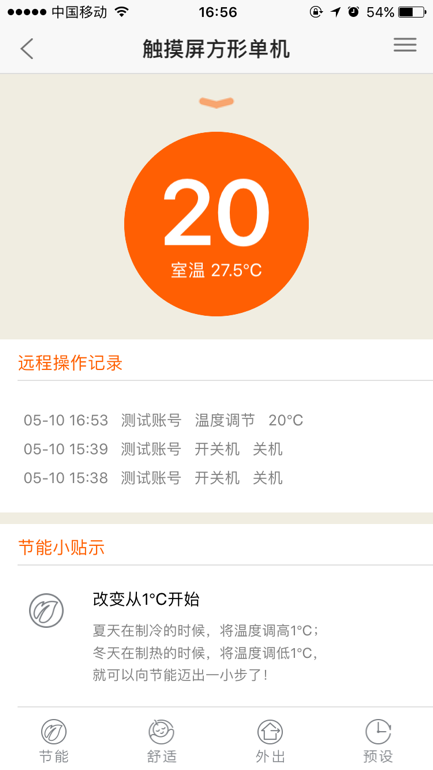 中国移动 16:56 54%
触摸屏方形单机
20
室温 27.5°C
远程操作记录
05-10 16:53 测试账号 温度调节 20°C
05-10 15:39 测试账号 开关机 关机
05-10 15:38 测试账号 开关机 关机
节能小贴示
改变从1°C开始
夏天在制冷的时候，将温度调高1°C；
冬天在制热的时候，将温度调低1°C，
就可以向节能迈出一小步了！
节能 舒适 外出 预设